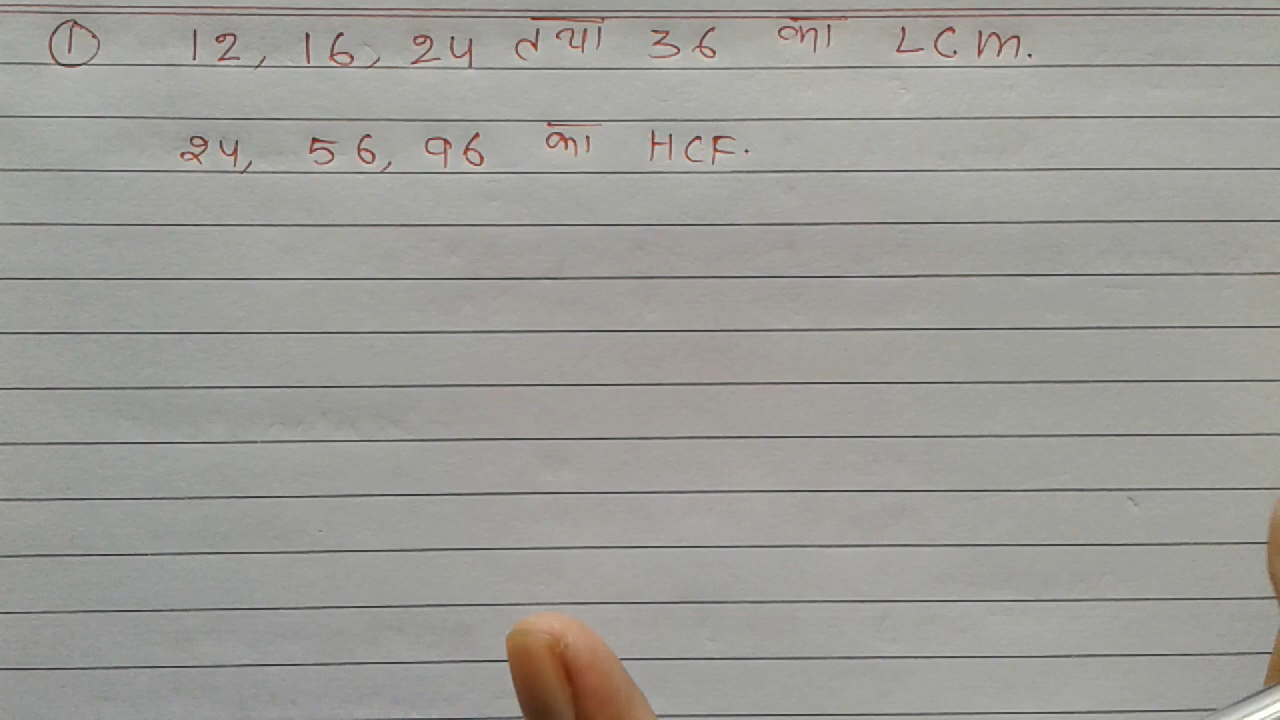 ① 12, 16, 24 तथा 36 का LCM.
24, 56, 96 का HCF.